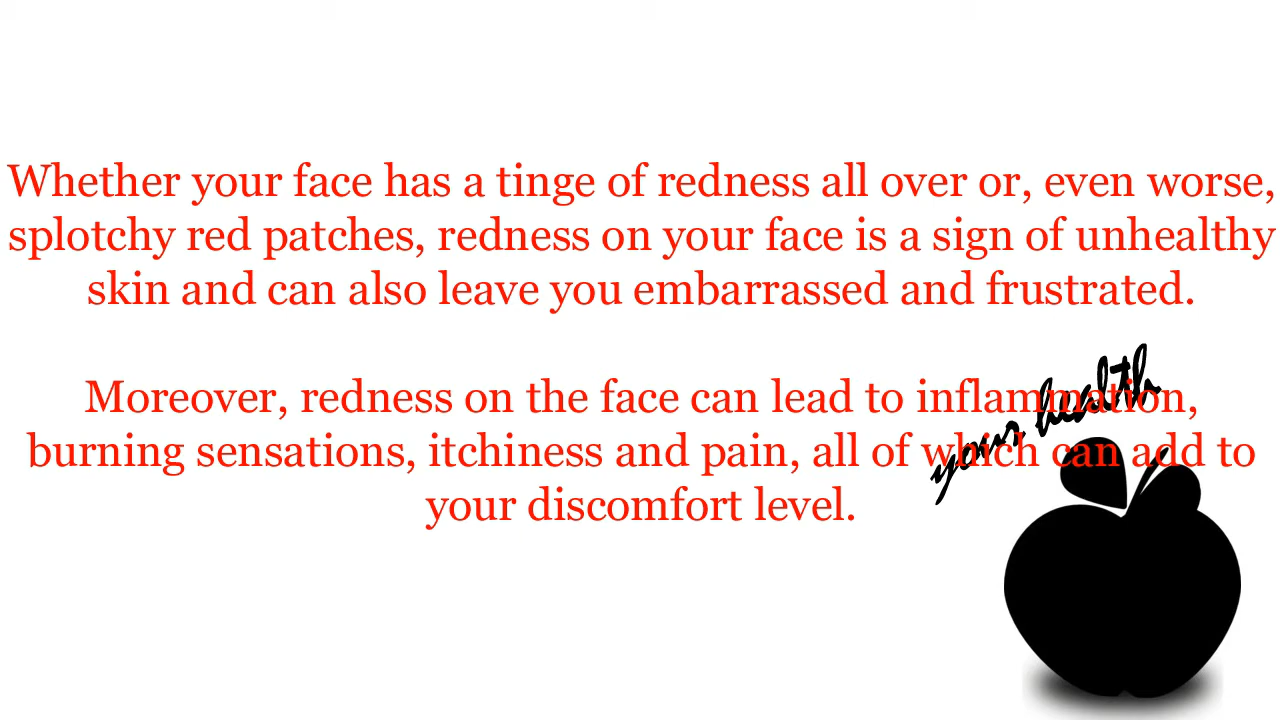 Whether your face has a tinge of redness all over or, even worse,
splotchy red patches, redness on your face is a sign of unhealthy
skin and can also leave you embarrassed and frustrated.
Moreover, redness on the face can lead to inflammation,
burning sensations, itchiness and pain, all of which can add to
your discomfort level.
your health